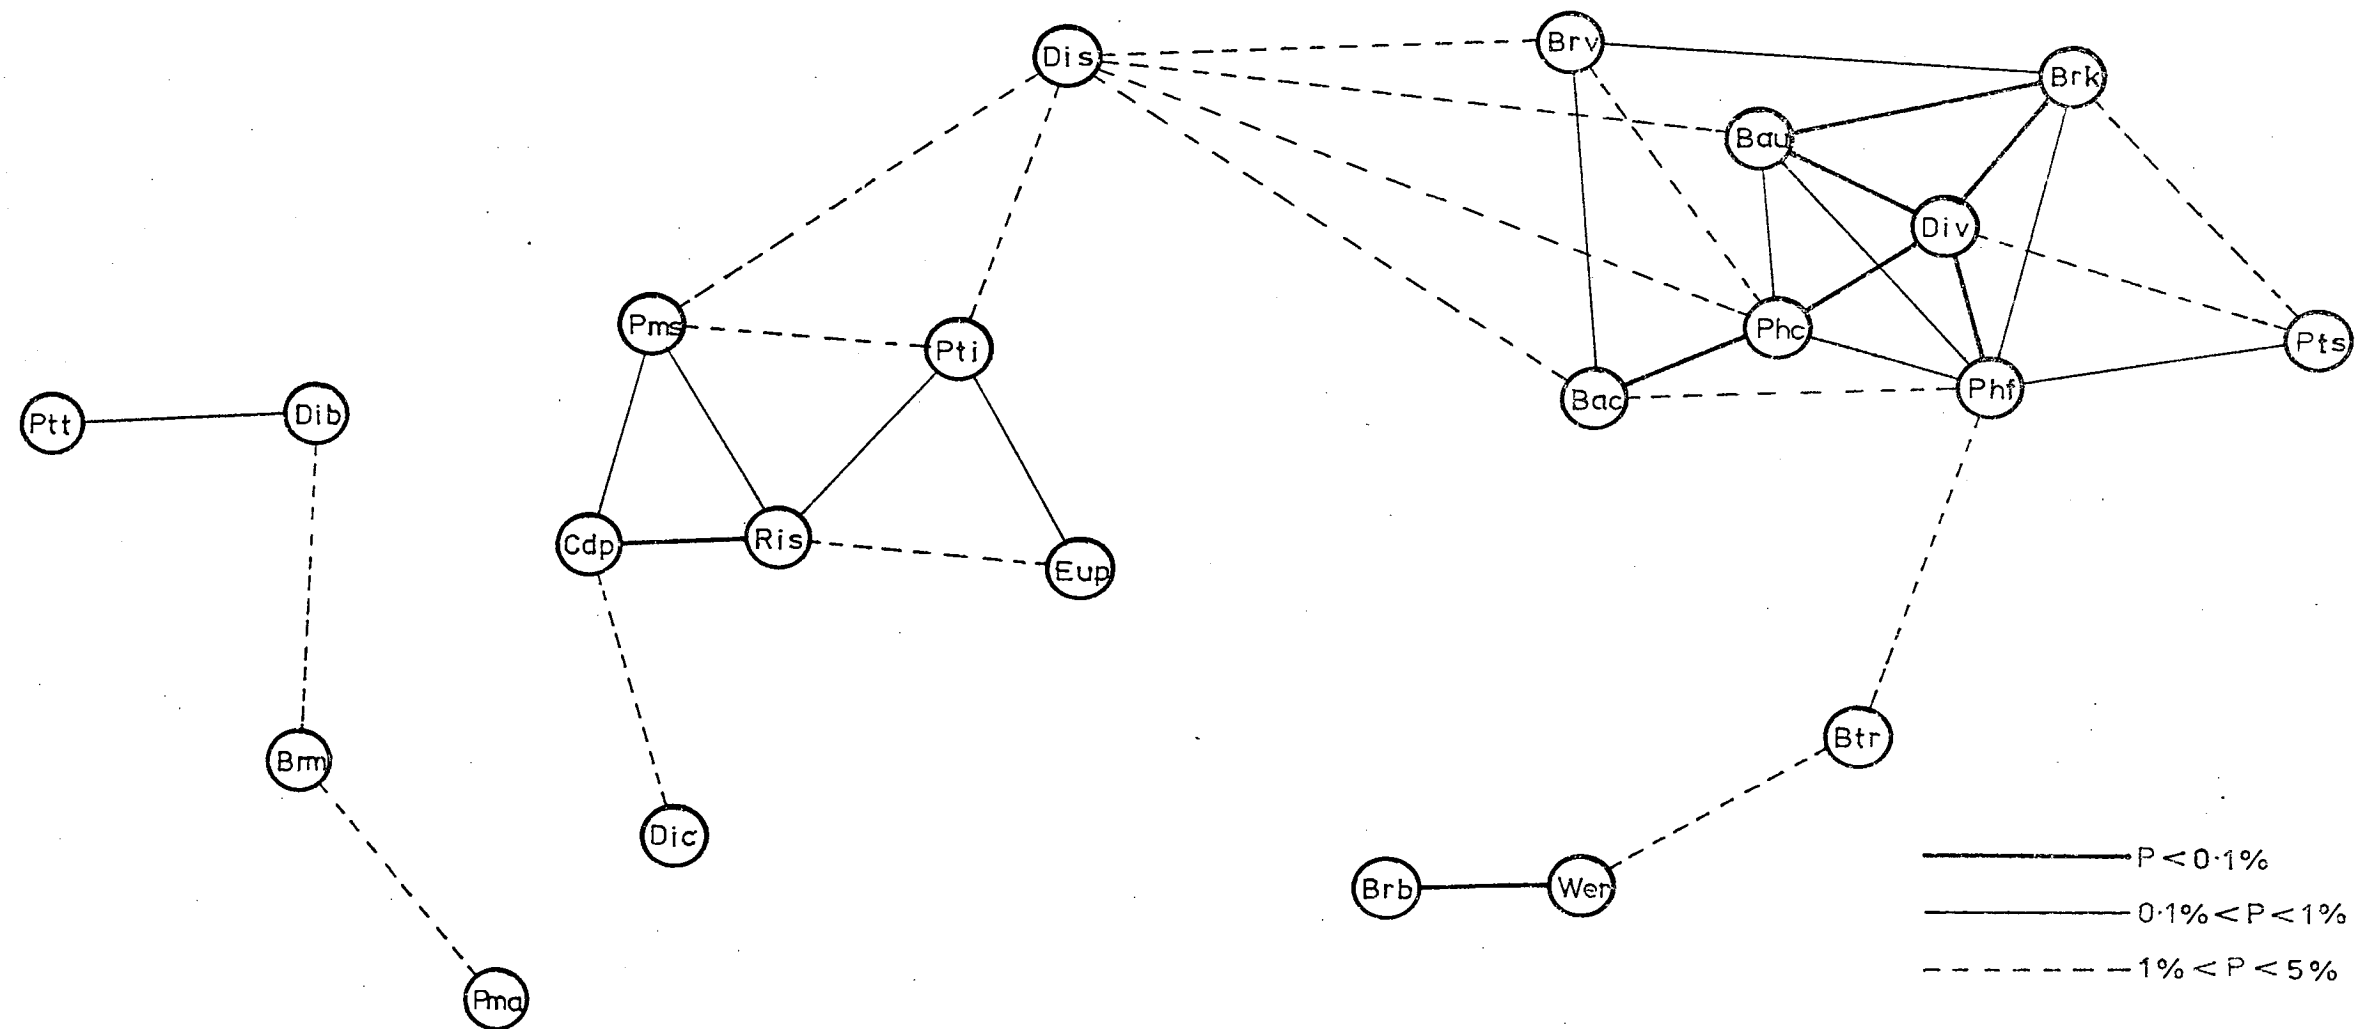 Dis
Brv
Brk
Bau
Div
Pms
Pti
Phc
Pts
Phf
Bac
Ptt
Dib
Cdp
Ris
Eup
Brm
Btr
Dic
Brb
Wer
Pma
P < 0·1%
0·1% < P < 1%
1% < P < 5%